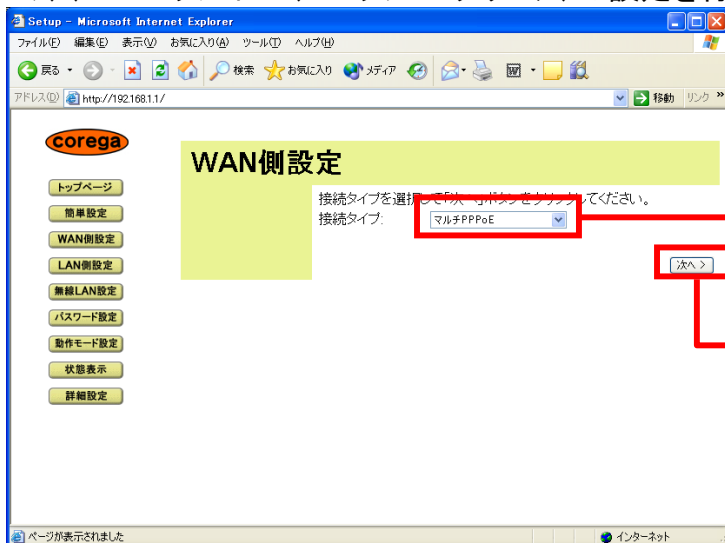 Setup - Microsoft Internet Explorer
ファイル(F) 編集(E) 表示(V) お気に入り(A) ツール(T) ヘルプ(H)
戻る 検索 お気に入り メディア
アドレス(D) http://192.168.1.1/ 移動 リンク »
corega
WAN側設定
接続タイプを選択して「次へ」ボタンをクリックしてください。
接続タイプ: マルチPPPoE
次へ >
トップページ
簡単設定
WAN側設定
LAN側設定
無線LAN設定
パスワード設定
動作モード設定
状態表示
詳細設定
ページが表示されました インターネット